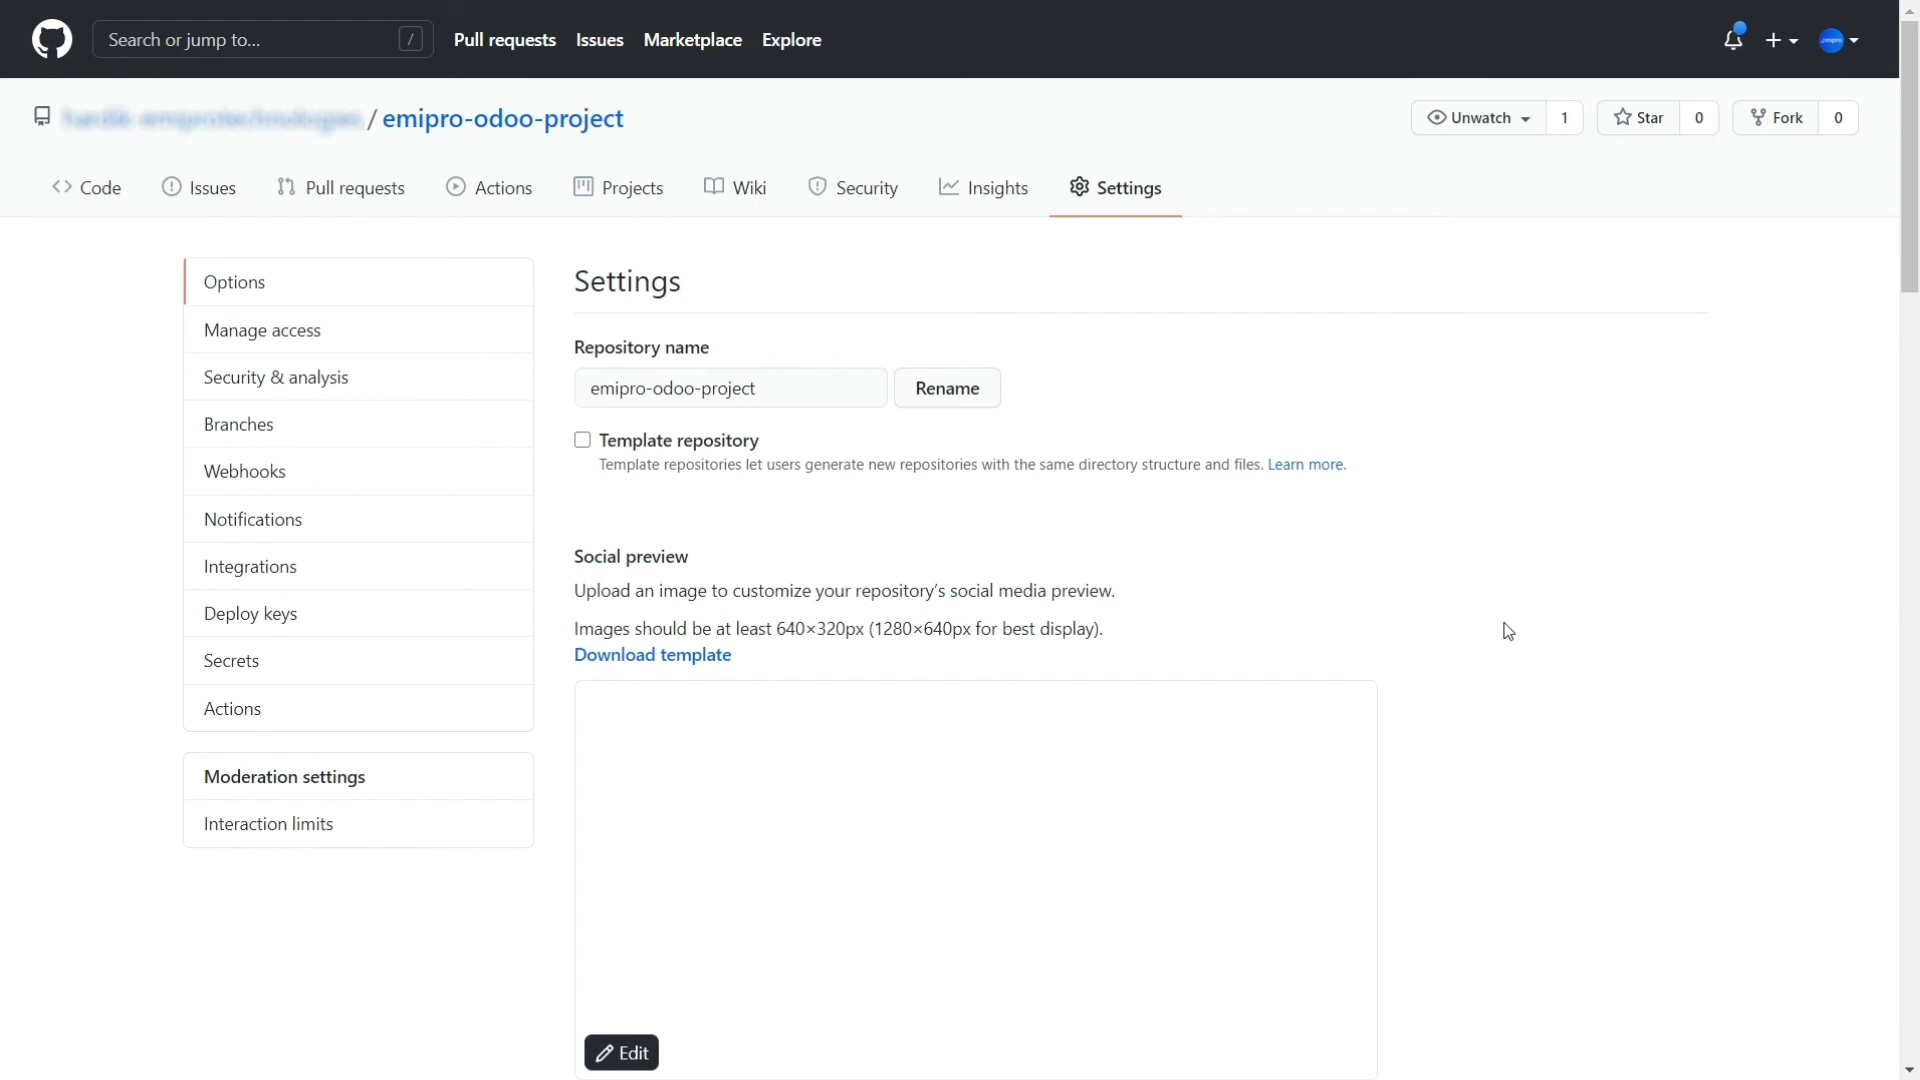 Search or jump to... /
Pull requests Issues Marketplace Explore
/ emipro-odoo-project
Unwatch 1 Star 0 Fork 0
Code Issues Pull requests Actions Projects Wiki Security Insights Settings
Options
Manage access
Security & analysis
Branches
Webhooks
Notifications
Integrations
Deploy keys
Secrets
Actions
Moderation settings
Interaction limits
Settings
Repository name
emipro-odoo-project Rename
Template repository
Template repositories let users generate new repositories with the same directory structure and files. Learn more.
Social preview
Upload an image to customize your repository's social media preview.
Images should be at least 640×320px (1280×640px for best display).
Download template
Edit